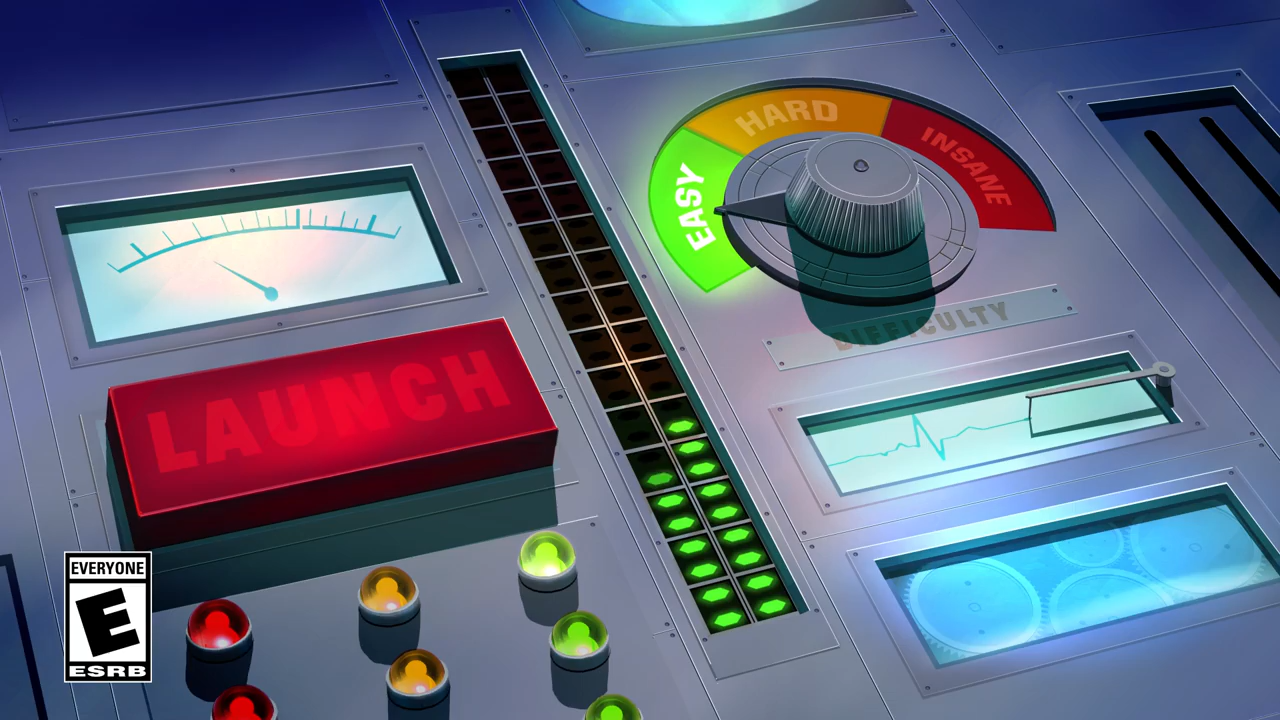 HARD
INSANE
EASY
DIFFICULTY
LAUNCH
EVERYONE
E
ESRB